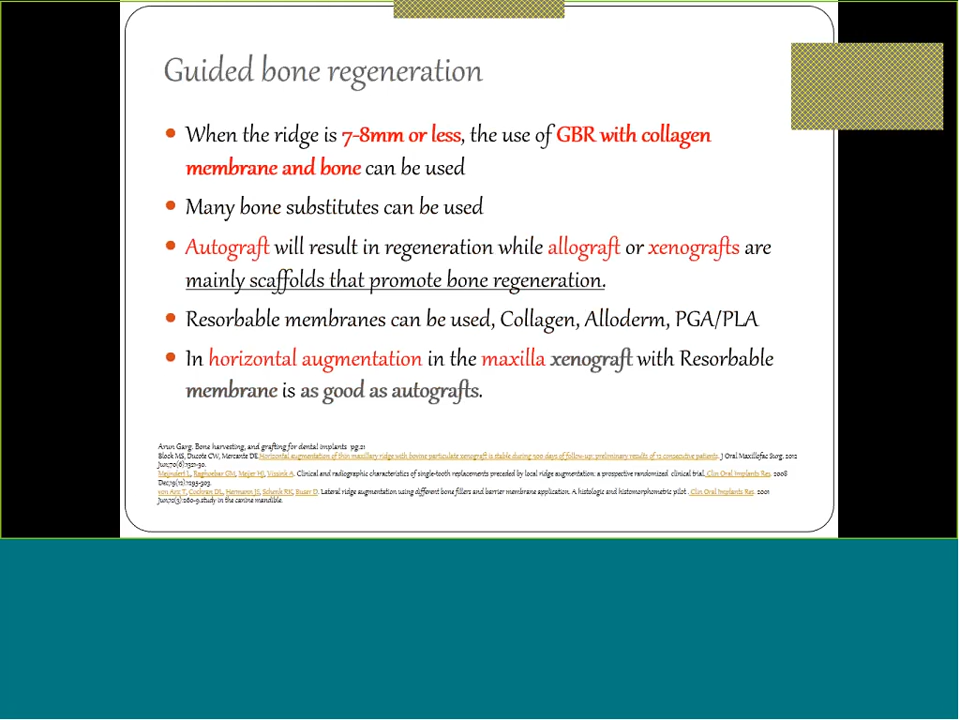 Guided bone regeneration
• When the ridge is 7-8mm or less, the use of GBR with collagen
membrane and bone can be used
• Many bone substitutes can be used
• Autograft will result in regeneration while allograft or xenografts are
mainly scaffolds that promote bone regeneration.
• Resorbable membranes can be used, Collagen, Alloderm, PGA/PLA
• In horizontal augmentation in the maxilla xenograft with Resorbable
membrane is as good as autografts.
Arun Garg. Bone harvesting, and grafting for dental implants pg.21
Block MS, Ducote CW, Mercante DE.Horizontal augmentation of thin maxillary ridge with bovine particulate xenograft is stable during 500 days of follow-up: preliminary results of 12 consecutive patients. J Oral Maxillofac Surg. 2012
Jun;70(6):1321-30.
Meijndert L, Raghoebar GM, Meijer HJ, Vissink A. Clinical and radiographic characteristics of single-tooth replacements preceded by local ridge augmentation: a prospective randomized clinical trial. Clin Oral Implants Res. 2008
Dec;19(12):1295-303.
von Arx T, Cochran DL, Hermann JS, Schenk RK, Buser D. Lateral ridge augmentation using different bone fillers and barrier membrane application. A histologic and histomorphometric pilot . Clin Oral Implants Res. 2001
Jun;12(3):260-9.study in the canine mandible.